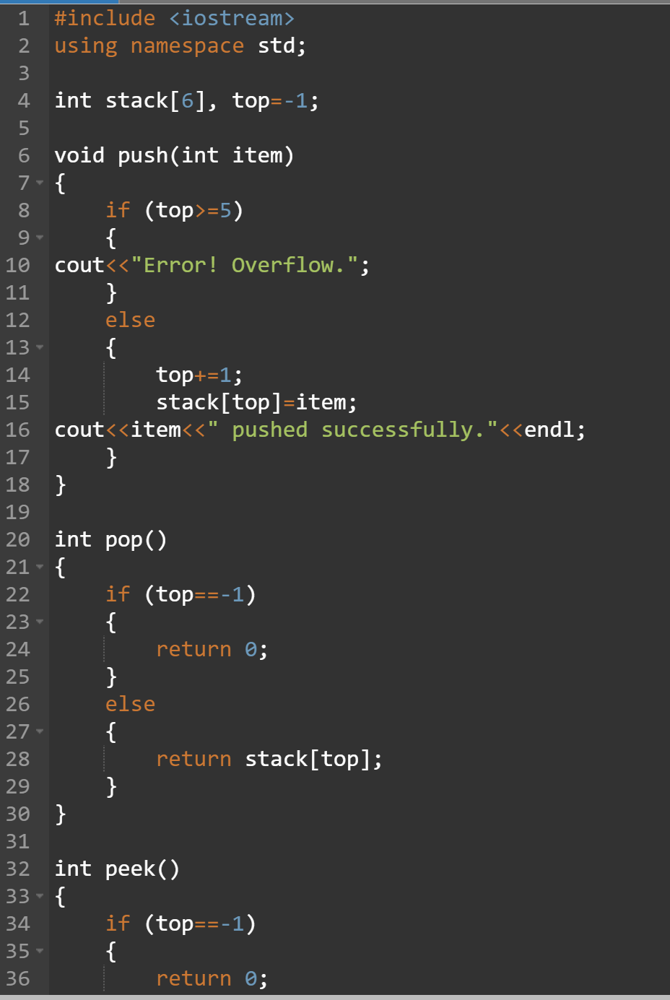 1 #include <iostream>
2 using namespace std;
3
4 int stack[6], top=-1;
5
6 void push(int item)
7 {
8     if (top>=5)
9     {
10 cout<<"Error! Overflow.";
11     }
12     else
13     {
14         top+=1;
15         stack[top]=item;
16 cout<<item<<" pushed successfully."<<endl;
17     }
18 }
19
20 int pop()
21 {
22     if (top==-1)
23     {
24         return 0;
25     }
26     else
27     {
28         return stack[top];
29     }
30 }
31
32 int peek()
33 {
34     if (top==-1)
35     {
36         return 0;